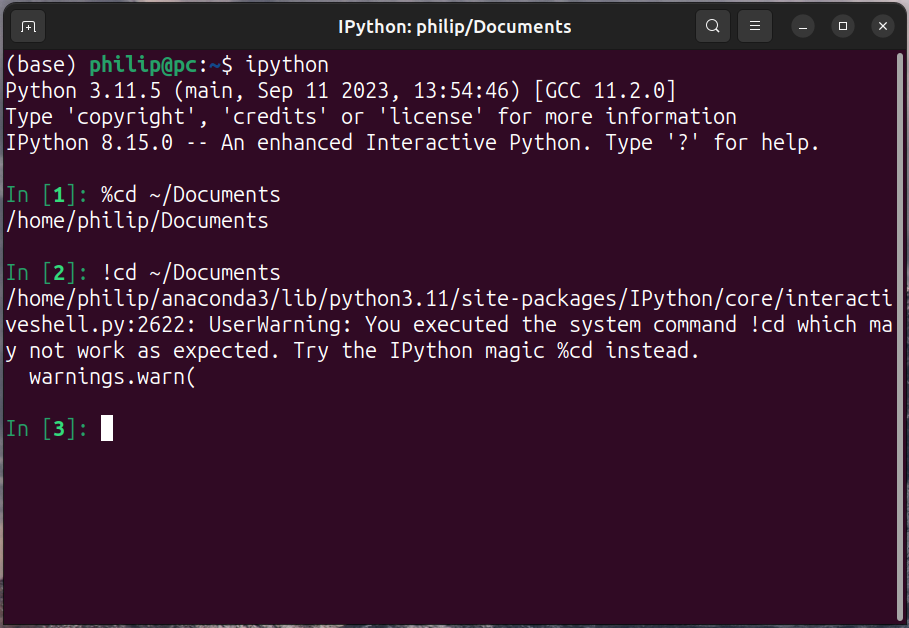 IPython: philip/Documents
(base) philip@pc:~$ ipython
Python 3.11.5 (main, Sep 11 2023, 13:54:46) [GCC 11.2.0]
Type 'copyright', 'credits' or 'license' for more information
IPython 8.15.0 -- An enhanced Interactive Python. Type '?' for help.
In [1]: %cd ~/Documents
/home/philip/Documents
In [2]: !cd ~/Documents
/home/philip/anaconda3/lib/python3.11/site-packages/IPython/core/interacti
veshell.py:2622: UserWarning: You executed the system command !cd which ma
y not work as expected. Try the IPython magic %cd instead.
  warnings.warn(
In [3]: